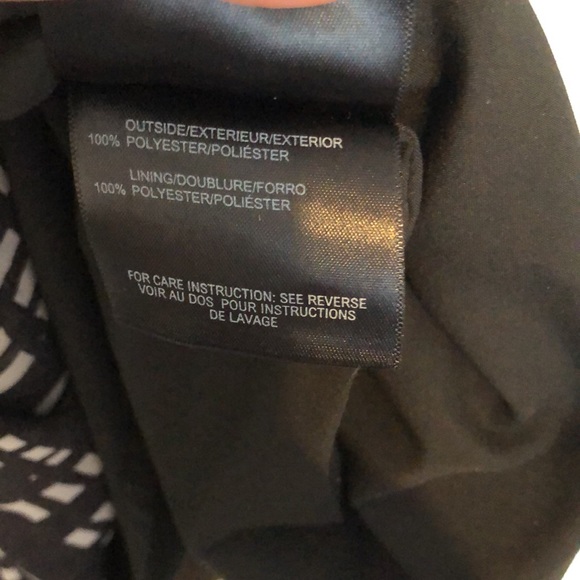 OUTSIDE/EXTERIEUR/EXTERIOR
100% POLYESTER/POLIÉSTER
LINING/DOUBLURE/FORRO
100% POLYESTER/POLIÉSTER
FOR CARE INSTRUCTION: SEE REVERSE
VOIR AU DOS POUR INSTRUCTIONS
DE LAVAGE